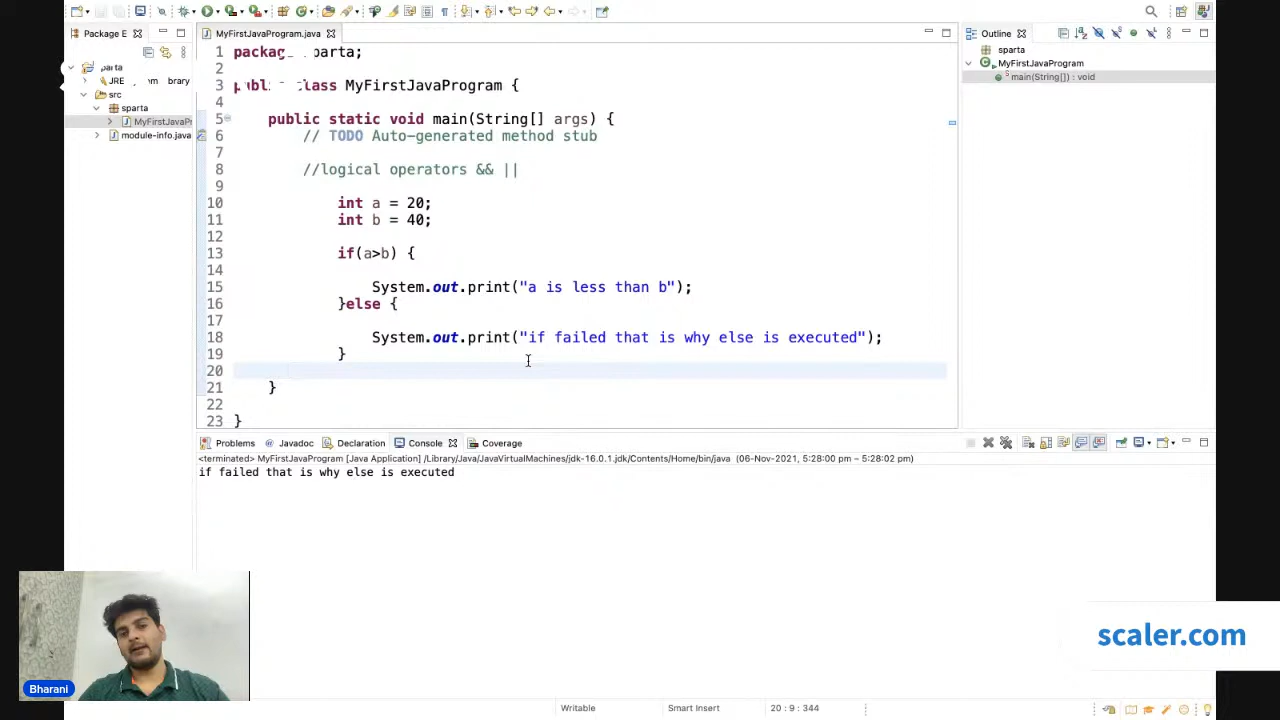 Package E
MyFirstJavaProgram.java
Outline
sparta
MyFirstJavaProgram
main(String[]) : void
parta
JRE
brary
src
sparta
MyFirstJavaPr
module-info.java
1
2
3 class MyFirstJavaProgram {
4
5 public static void main(String[] args) {
6 // TODO Auto-generated method stub
7
8 //logical operators && ||
9
10 int a = 20;
11 int b = 40;
12
13 if(a>b) {
14
15 System.out.print("a is less than b");
16 }else {
17
18 System.out.print("if failed that is why else is executed");
19 }
20
21 }
22
23 }
Problems Javadoc Declaration Console Coverage
<terminated> MyFirstJavaProgram [Java Application] /Library/Java/JavaVirtualMachines/jdk-16.0.1.jdk/Contents/Home/bin/java (06-Nov-2021, 5:28:00 pm – 5:28:02 pm)
if failed that is why else is executed
scaler.com
Bharani
Writable Smart Insert 20 : 9 : 344